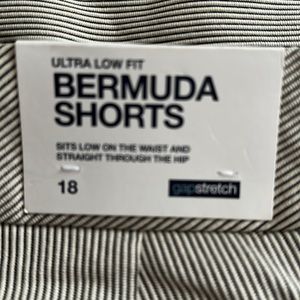 ULTRA LOW FIT
BERMUDA
SHORTS
SITS LOW ON THE WAIST AND
STRAIGHT THROUGH THE HIP
18
gapstretch